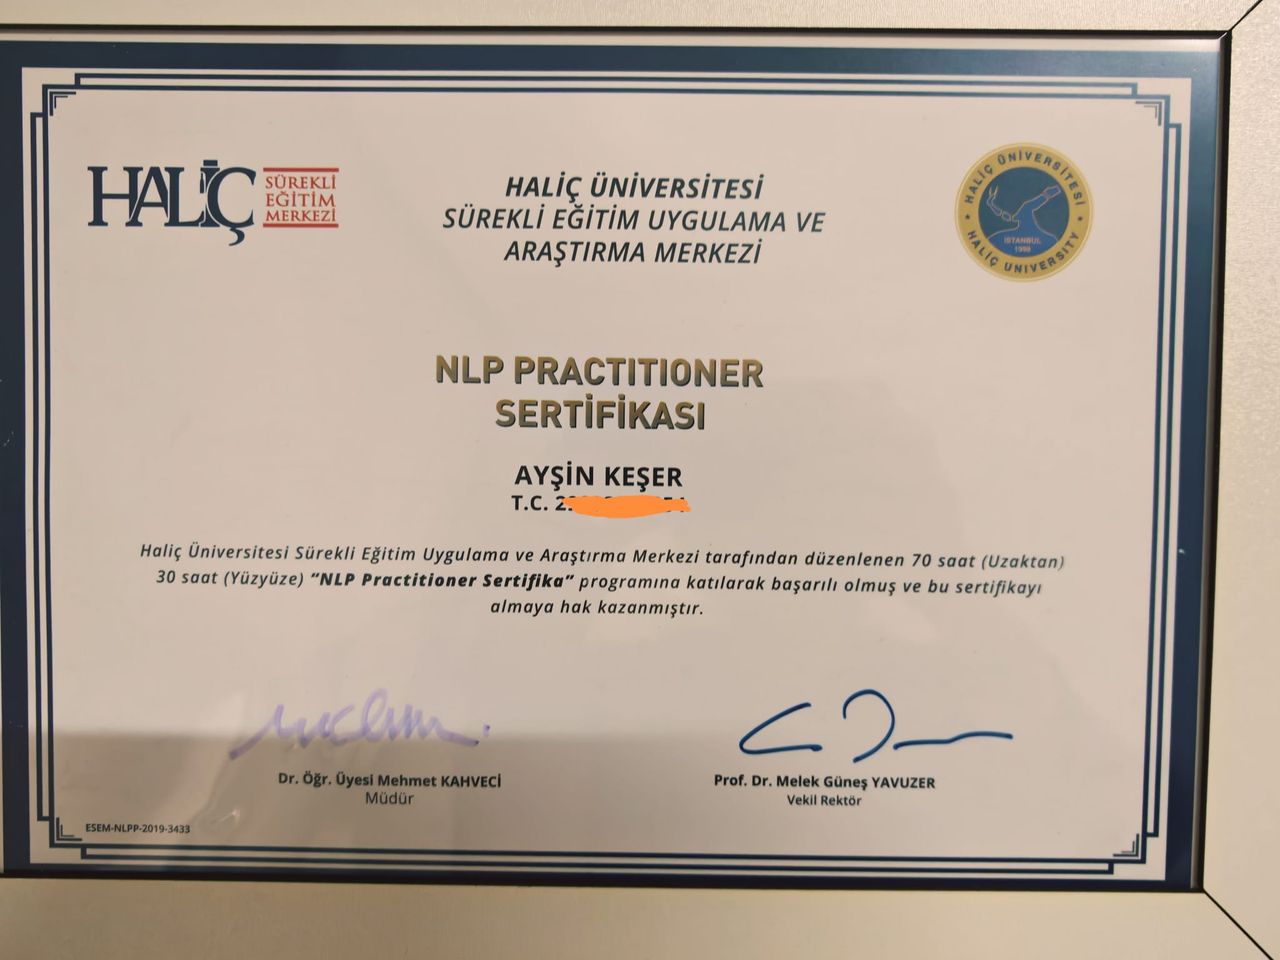 HALİÇ SÜREKLİ
EĞİTİM
MERKEZİ
HALİÇ ÜNİVERSİTESİ
SÜREKLİ EĞİTİM UYGULAMA VE
ARAŞTIRMA MERKEZİ
HALİÇ ÜNİVERSİTESİ
İSTANBUL
1998
HALİÇ UNIVERSITY
NLP PRACTITIONER
SERTİFİKASI
AYŞİN KEŞER
T.C.
Haliç Üniversitesi Sürekli Eğitim Uygulama ve Araştırma Merkezi tarafından düzenlenen 70 saat (Uzaktan)
30 saat (Yüzyüze) “NLP Practitioner Sertifika” programına katılarak başarılı olmuş ve bu sertifikayı
almaya hak kazanmıştır.
Dr. Öğr. Üyesi Mehmet KAHVECİ
Müdür
Prof. Dr. Melek Güneş YAVUZER
Vekil Rektör
ESEM-NLPP-2019-3433